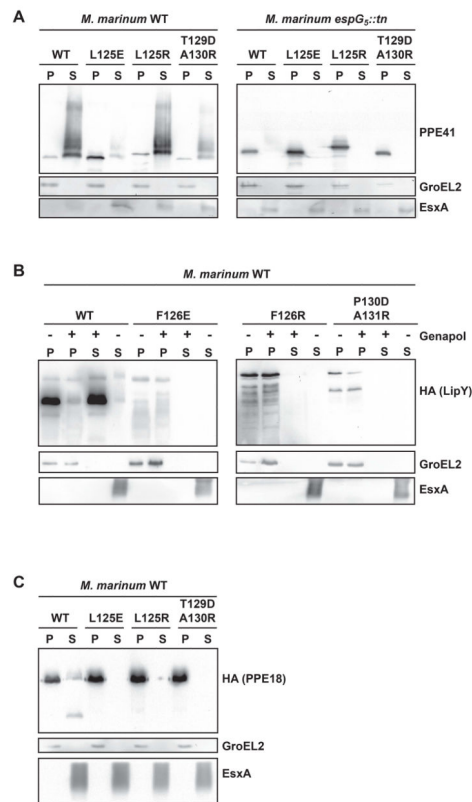 A
M. marinum WT
M. marinum espG5::tn
WT L125E L125R T129D A130R
WT L125E L125R T129D A130R
P S P S P S P S
P S P S P S P S
PPE41
GroEL2
EsxA
B
M. marinum WT
WT F126E
F126R P130D A131R
- + + - - + + -
- + + - - + + - Genapol
P P S S P P S S
P P S S P P S S
HA (LipY)
GroEL2
EsxA
C
M. marinum WT
WT L125E L125R T129D A130R
P S P S P S P S
HA (PPE18)
GroEL2
EsxA